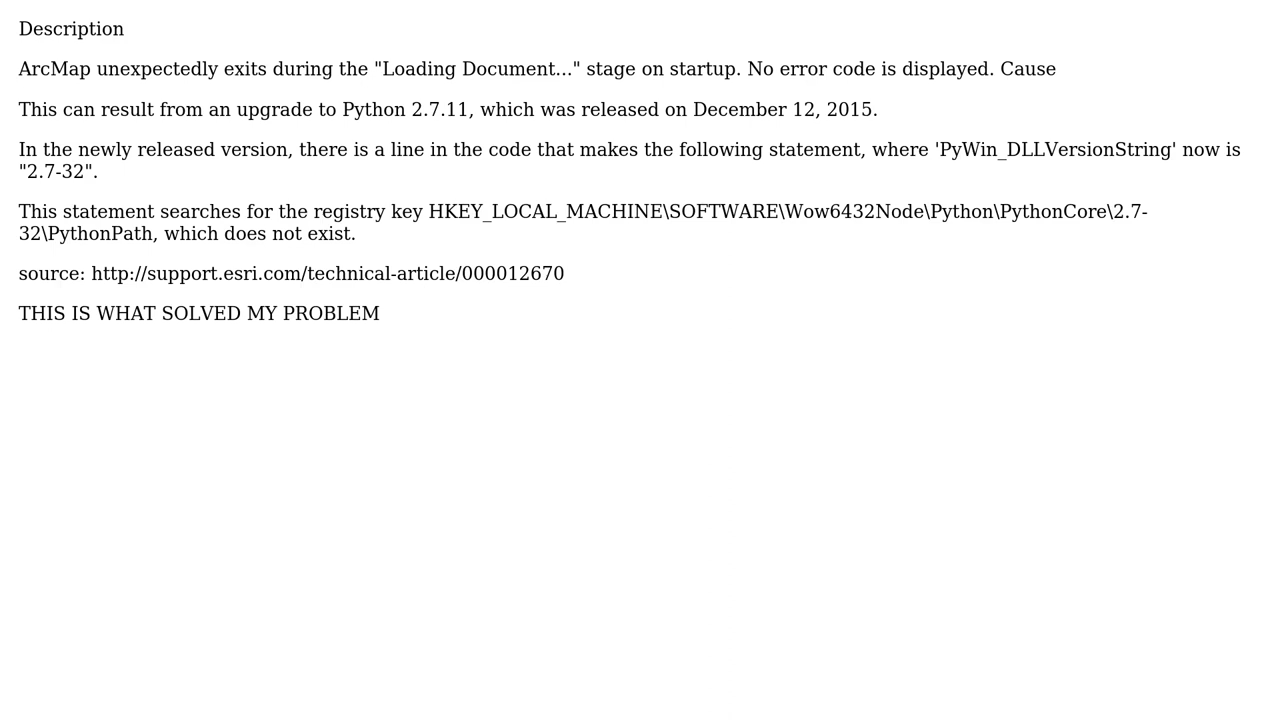 Description
ArcMap unexpectedly exits during the "Loading Document..." stage on startup. No error code is displayed. Cause
This can result from an upgrade to Python 2.7.11, which was released on December 12, 2015.
In the newly released version, there is a line in the code that makes the following statement, where 'PyWin_DLLVersionString' now is
"2.7-32".
This statement searches for the registry key HKEY_LOCAL_MACHINE\SOFTWARE\Wow6432Node\Python\PythonCore\2.7-
32\PythonPath, which does not exist.
source: http://support.esri.com/technical-article/000012670
THIS IS WHAT SOLVED MY PROBLEM